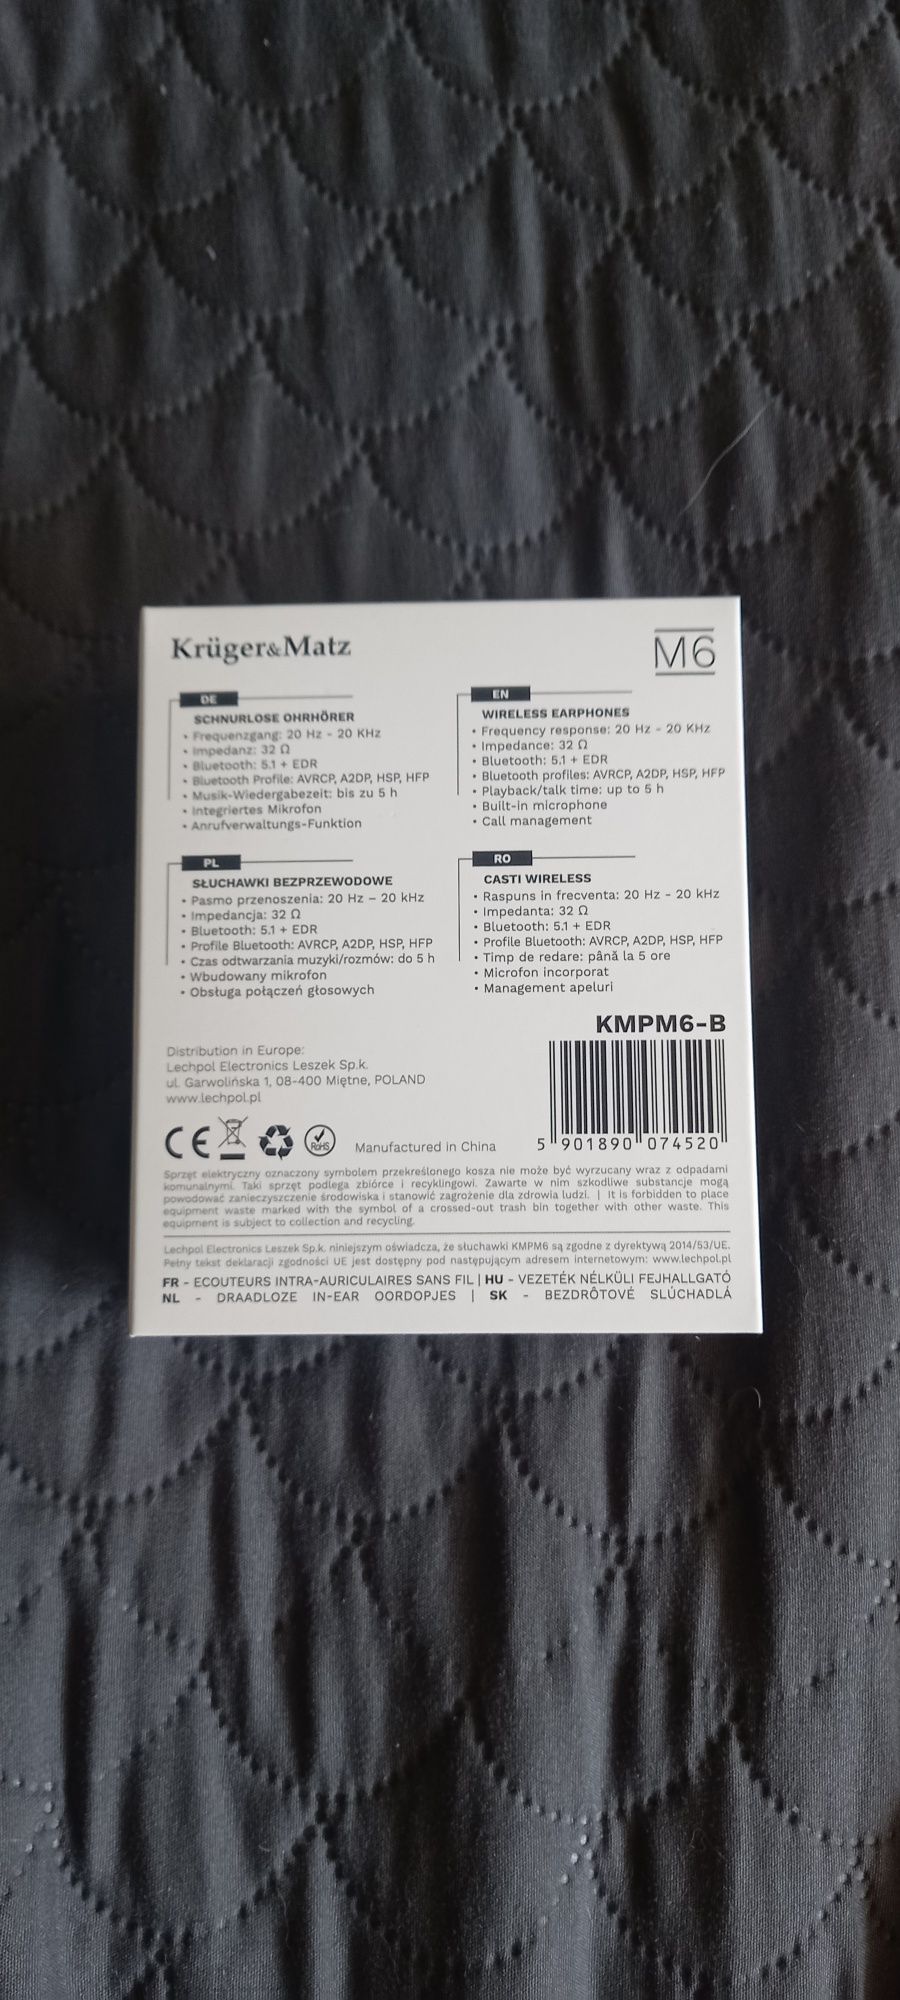 Krüger&Matz
M6
DE
SCHNURLOSE OHRHÖRER
• Frequenzgang: 20 Hz - 20 KHz
• Impedanz: 32 Ω
• Bluetooth: 5.1 + EDR
• Bluetooth Profile: AVRCP, A2DP, HSP, HFP
• Musik-Wiedergabezeit: bis zu 5 h
• Integriertes Mikrofon
• Anrufverwaltungs-Funktion
EN
WIRELESS EARPHONES
• Frequency response: 20 Hz - 20 KHz
• Impedance: 32 Ω
• Bluetooth: 5.1 + EDR
• Bluetooth profiles: AVRCP, A2DP, HSP, HFP
• Playback/talk time: up to 5 h
• Built-in microphone
• Call management
PL
SŁUCHAWKI BEZPRZEWODOWE
• Pasmo przenoszenia: 20 Hz – 20 kHz
• Impedancja: 32 Ω
• Bluetooth: 5.1 + EDR
• Profile Bluetooth: AVRCP, A2DP, HSP, HFP
• Czas odtwarzania muzyki/rozmów: do 5 h
• Wbudowany mikrofon
• Obsługa połączeń głosowych
RO
CASTI WIRELESS
• Raspuns in frecventa: 20 Hz - 20 kHz
• Impedanta: 32 Ω
• Bluetooth: 5.1 + EDR
• Profile Bluetooth: AVRCP, A2DP, HSP, HFP
• Timp de redare: până la 5 ore
• Microfon incorporat
• Management apeluri
KMPM6-B
Distribution in Europe:
Lechpol Electronics Leszek Sp.k.
ul. Garwolińska 1, 08-400 Miętne, POLAND
www.lechpol.pl
CE
RoHS
Manufactured in China
5 901890 074520
Sprzęt elektryczny oznaczony symbolem przekreślonego kosza nie może być wyrzucany wraz z odpadami
komunalnymi. Taki sprzęt podlega zbiórce i recyklingowi. Zawarte w nim szkodliwe substancje mogą
powodować zanieczyszczenie środowiska i stanowić zagrożenie dla zdrowia ludzi. | It is forbidden to place
equipment waste marked with the symbol of a crossed-out trash bin together with other waste. This
equipment is subject to collection and recycling.
Lechpol Electronics Leszek Sp.k. niniejszym oświadcza, że słuchawki KMPM6 są zgodne z dyrektywą 2014/53/UE.
Pełny tekst deklaracji zgodności UE jest dostępny pod następującym adresem internetowym: www.lechpol.pl
FR - ECOUTEURS INTRA-AURICULAIRES SANS FIL | HU - VEZETÉK NÉLKÜLI FEJHALLGATÓ
NL - DRAADLOZE IN-EAR OORDOPJES | SK - BEZDRÔTOVÉ SLÚCHADLÁ